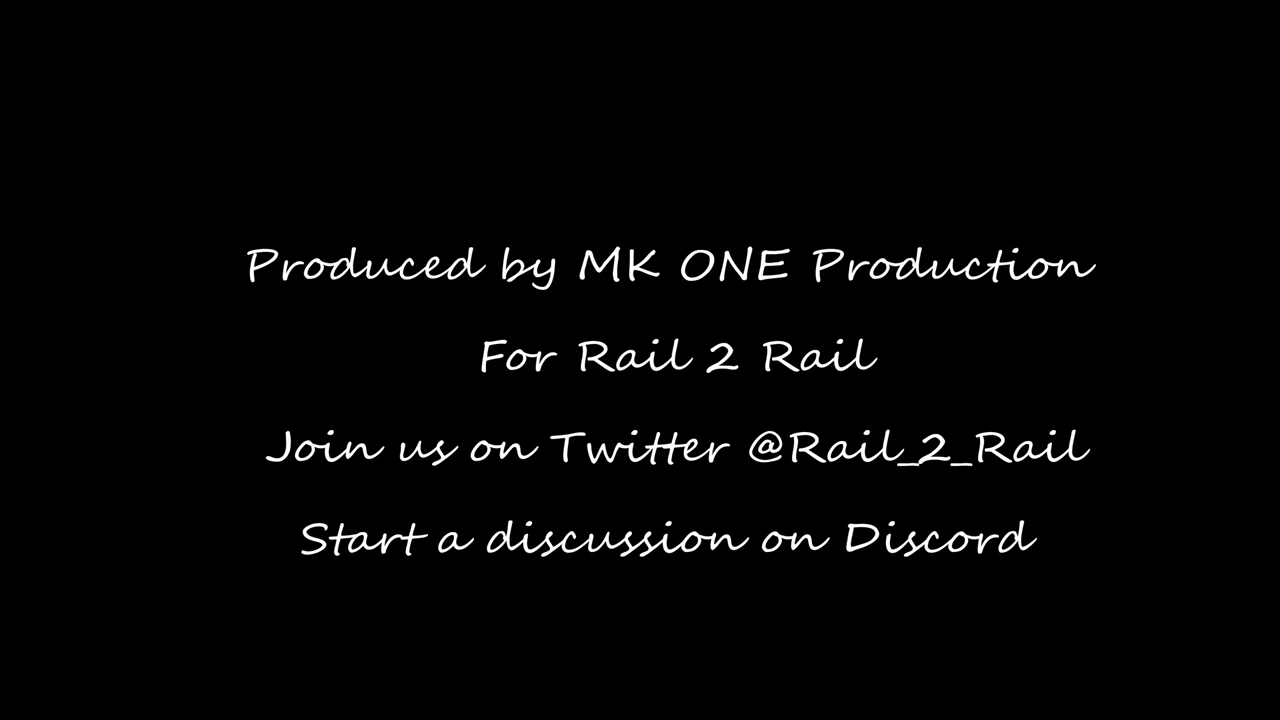 Produced by MK ONE Production
For Rail 2 Rail
Join us on Twitter @Rail_2_Rail
Start a discussion on Discord